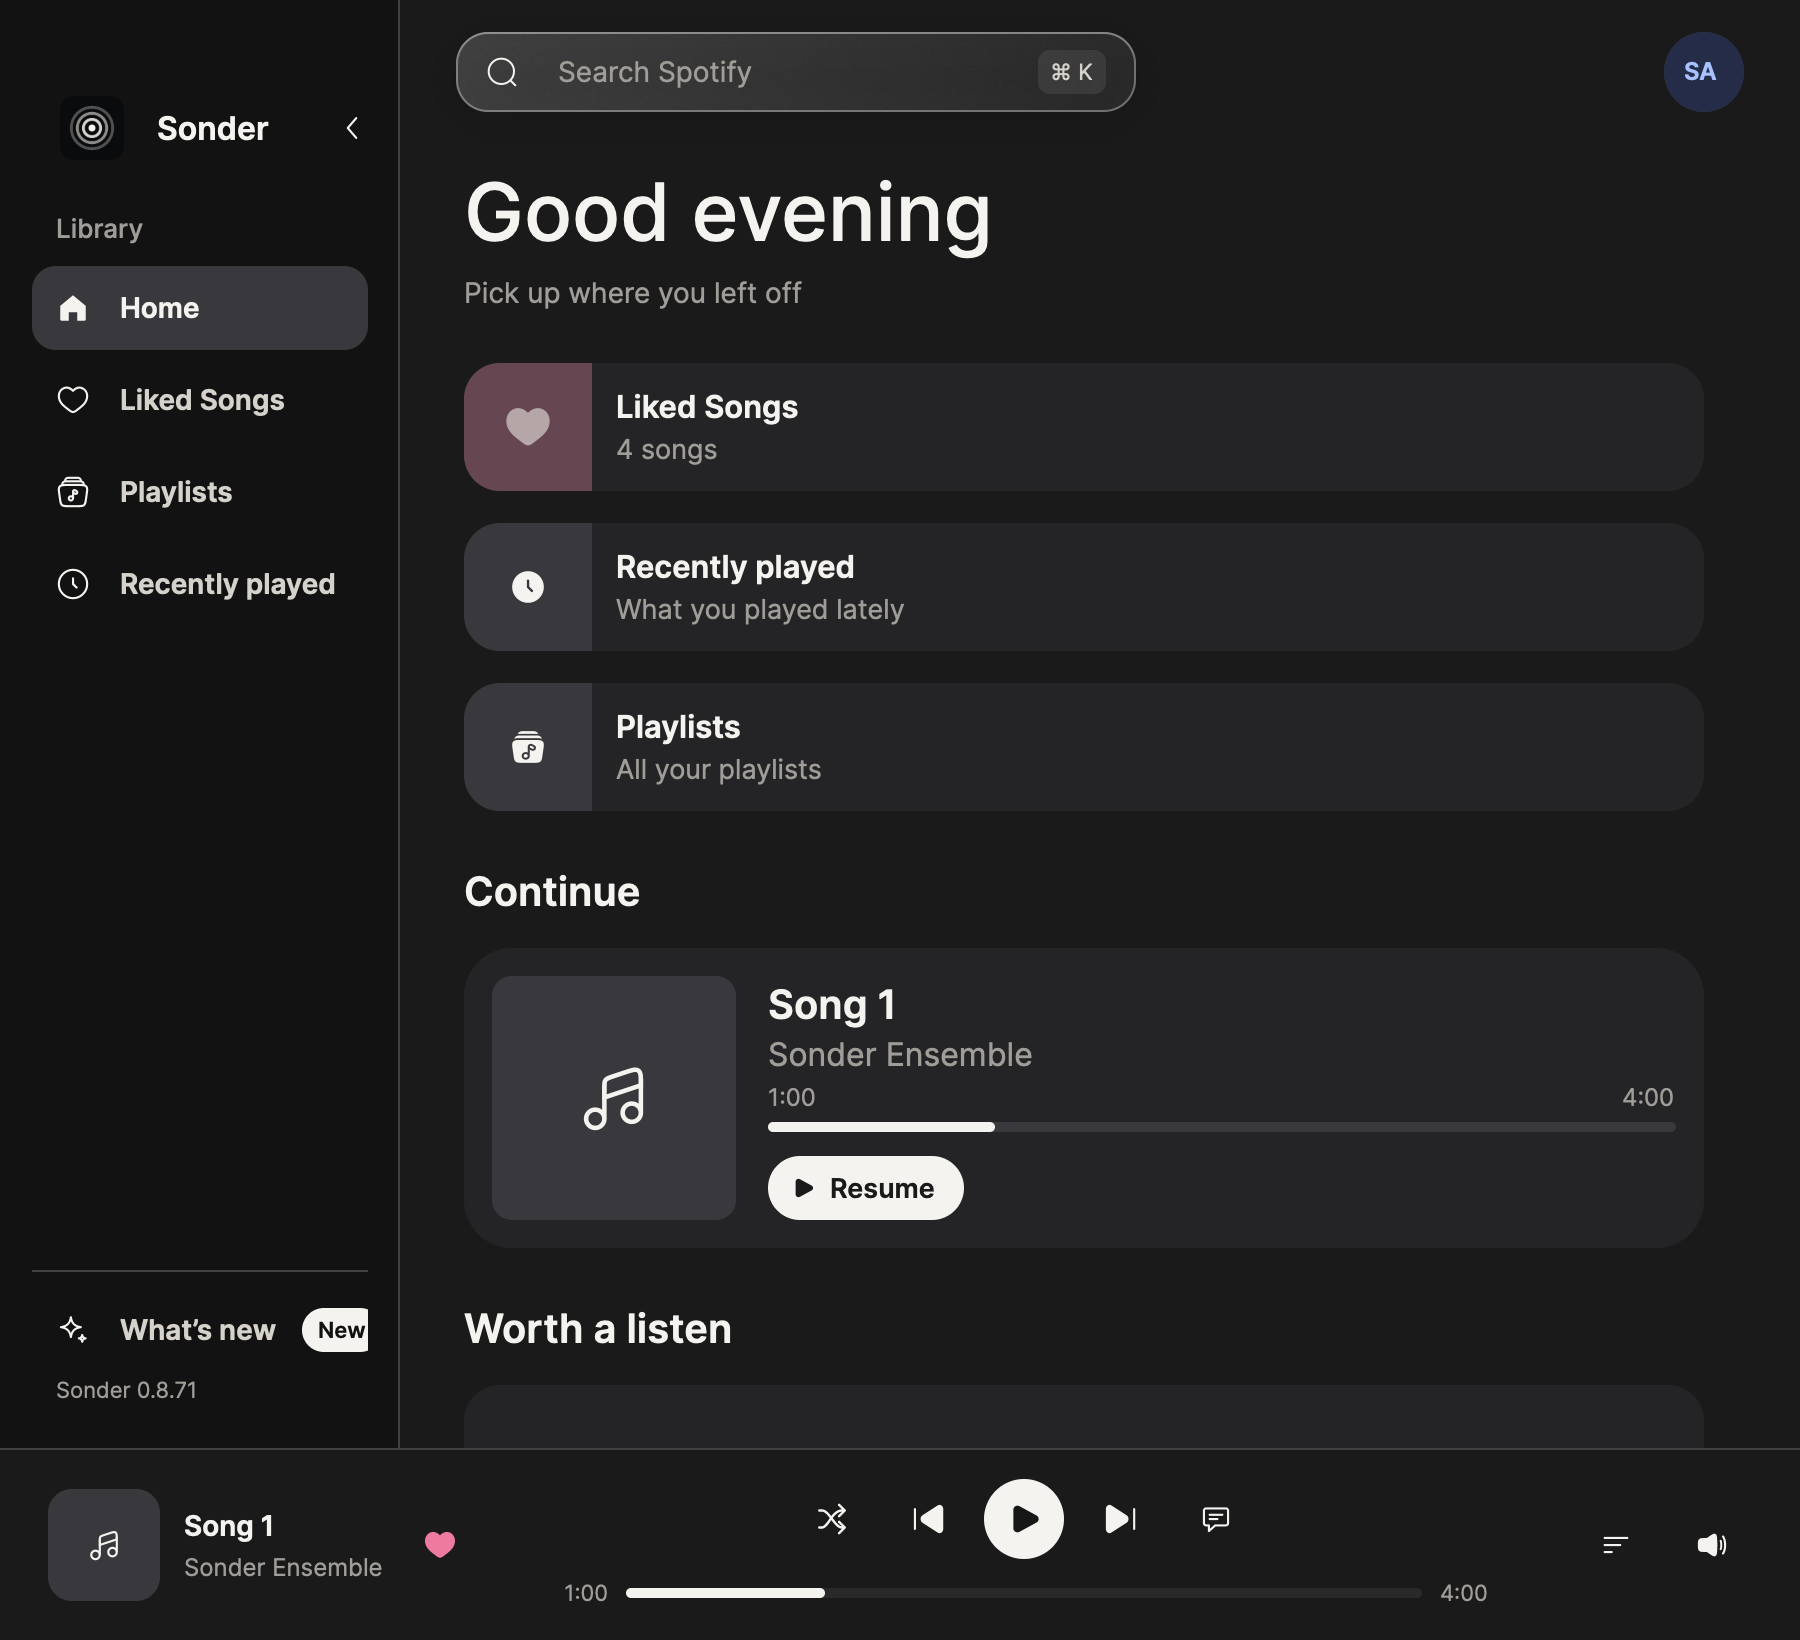 Sonder
Library
Home
Liked Songs
Playlists
Recently played
What’s new
New
Sonder 0.8.71
Search Spotify
⌘ K
SA
Good evening
Pick up where you left off
Liked Songs
4 songs
Recently played
What you played lately
Playlists
All your playlists
Continue
Song 1
Sonder Ensemble
1:00
4:00
Resume
Worth a listen
Song 1
Sonder Ensemble
1:00
4:00